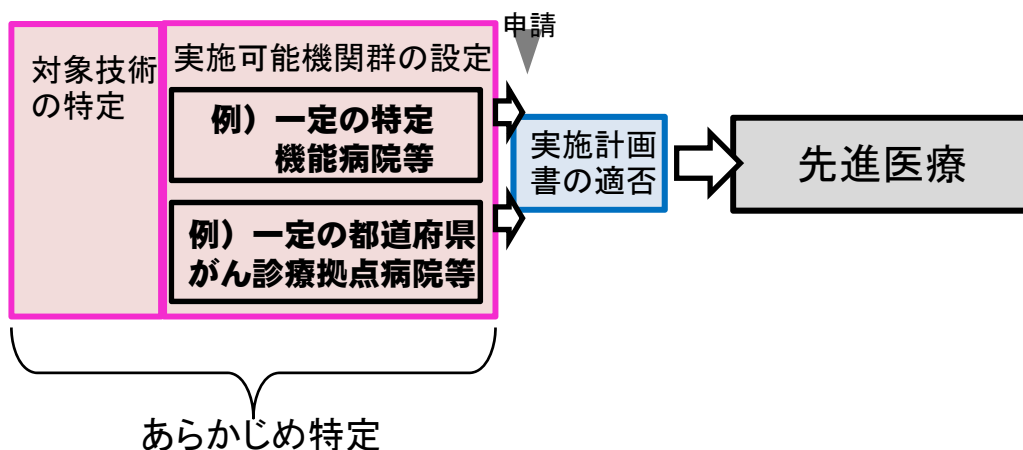 申請
対象技術
の特定
実施可能機関群の設定
例）一定の特定
機能病院等
例）一定の都道府県
がん診療拠点病院等
実施計画
書の適否
先進医療
あらかじめ特定